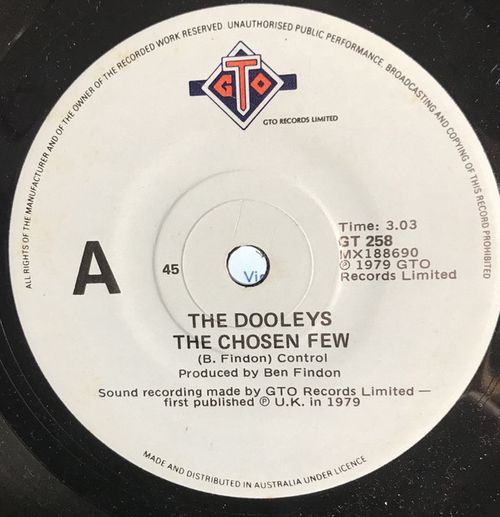 ALL RIGHTS OF THE MANUFACTURER AND OF THE OWNER OF THE RECORDED WORK RESERVED. UNAUTHORISED PUBLIC PERFORMANCE, BROADCASTING AND COPYING OF THIS RECORD PROHIBITED
GTO
GTO RECORDS LIMITED
A
45
Time: 3.03
GT 258
MX188690
℗ 1979 GTO
Records Limited
THE DOOLEYS
THE CHOSEN FEW
(B. Findon) Control
Produced by Ben Findon
Sound recording made by GTO Records Limited —
first published ℗ U.K. in 1979
MADE AND DISTRIBUTED IN AUSTRALIA UNDER LICENCE